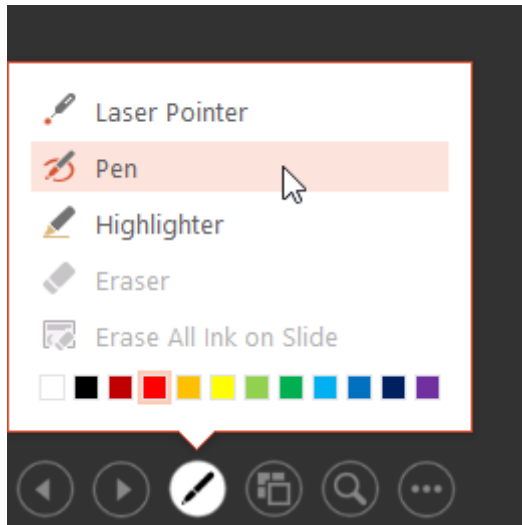 Laser Pointer
Pen
Highlighter
Eraser
Erase All Ink on Slide